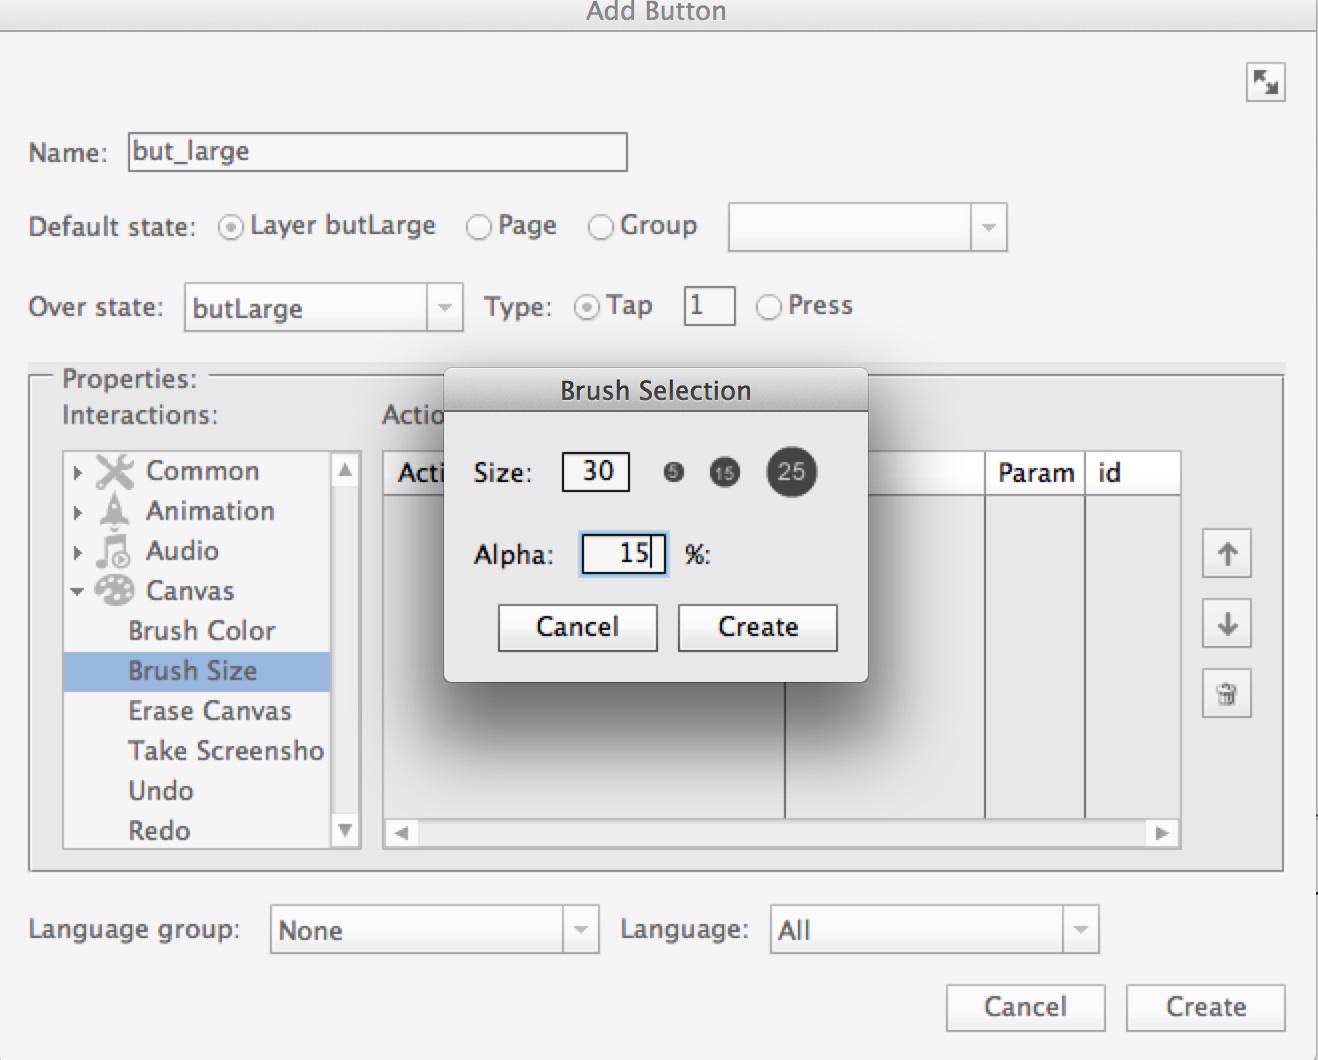 Add Button
Name: but_large
Default state: Layer butLarge Page Group
Over state: butLarge Type: Tap 1 Press
Properties:
Interactions:
Common
Animation
Audio
Canvas
Brush Color
Brush Size
Erase Canvas
Take Screensho
Undo
Redo
Actio
Acti Param id
Brush Selection
Size: 30 5 15 25
Alpha: 15 %:
Cancel Create
Language group: None Language: All
Cancel Create